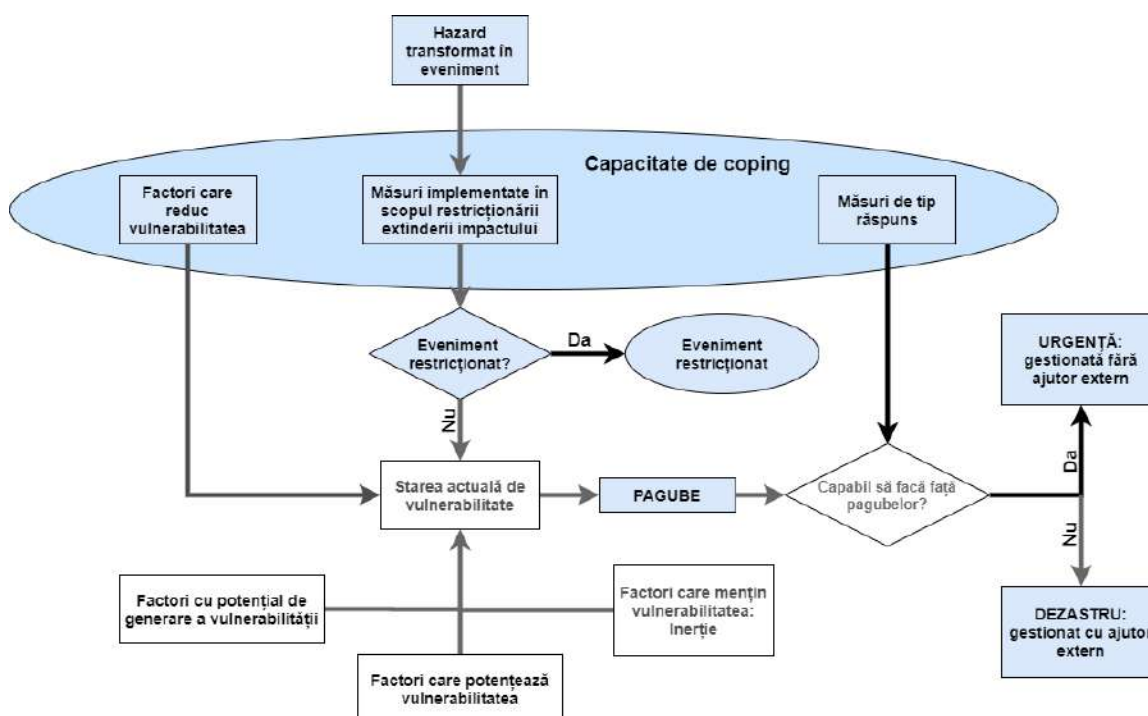 Hazard
transformat în
eveniment
Capacitate de coping
Factori care
reduc
vulnerabilitatea
Măsuri implementate în
scopul restricționării
extinderii impactului
Măsuri de tip
răspuns
Eveniment
restricționat?
Da
Eveniment
restricționat
Nu
URGENȚĂ:
gestionată fără
ajutor extern
Starea actuală de
vulnerabilitate
PAGUBE
Capabil să facă față
pagubelor?
Da
Nu
Factori cu potențial de
generare a vulnerabilității
Factori care mențin
vulnerabilitatea:
Inerție
Factori care potențează
vulnerabilitatea
DEZASTRU:
gestionat cu ajutor
extern